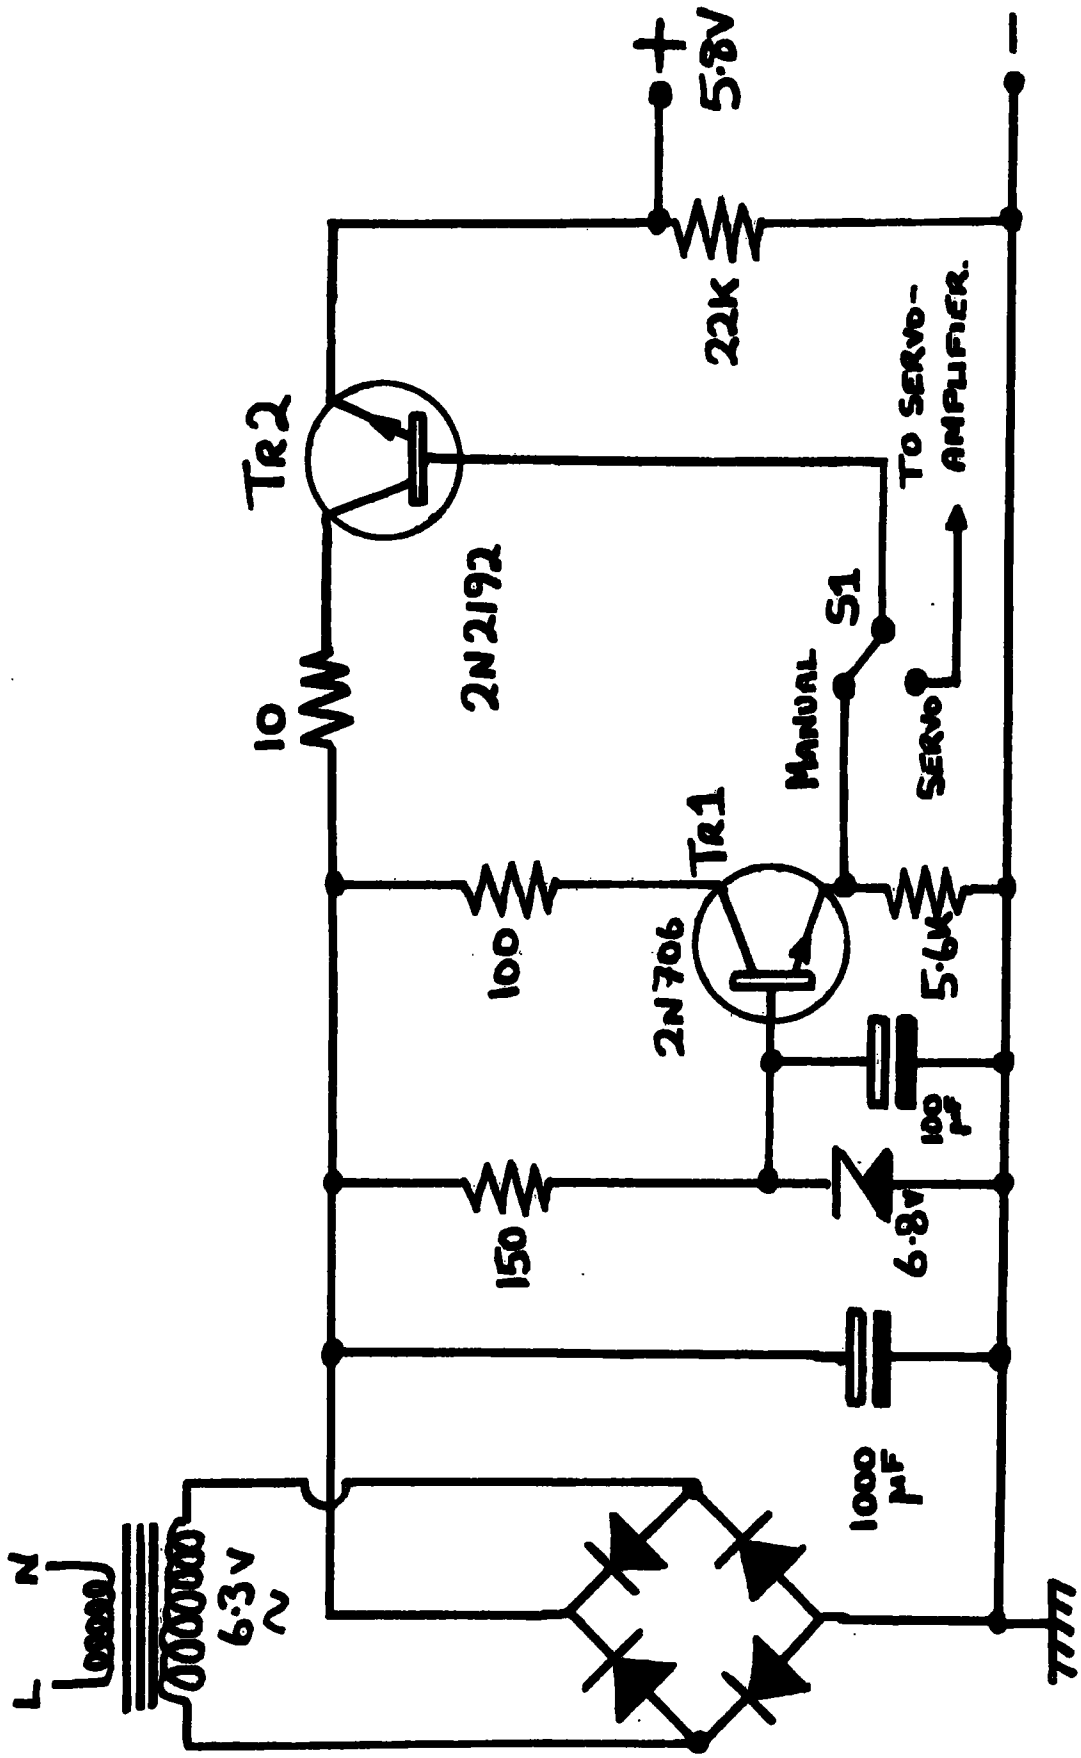 L
N
6.3V
~
1000
µF
150
6.8V
100
µF
100
2N706
TR1
5.6K
10
MANUAL
S1
SERVO
TO SERVO-
AMPLIFIER.
TR2
2N2192
22K
+
5.8V
−